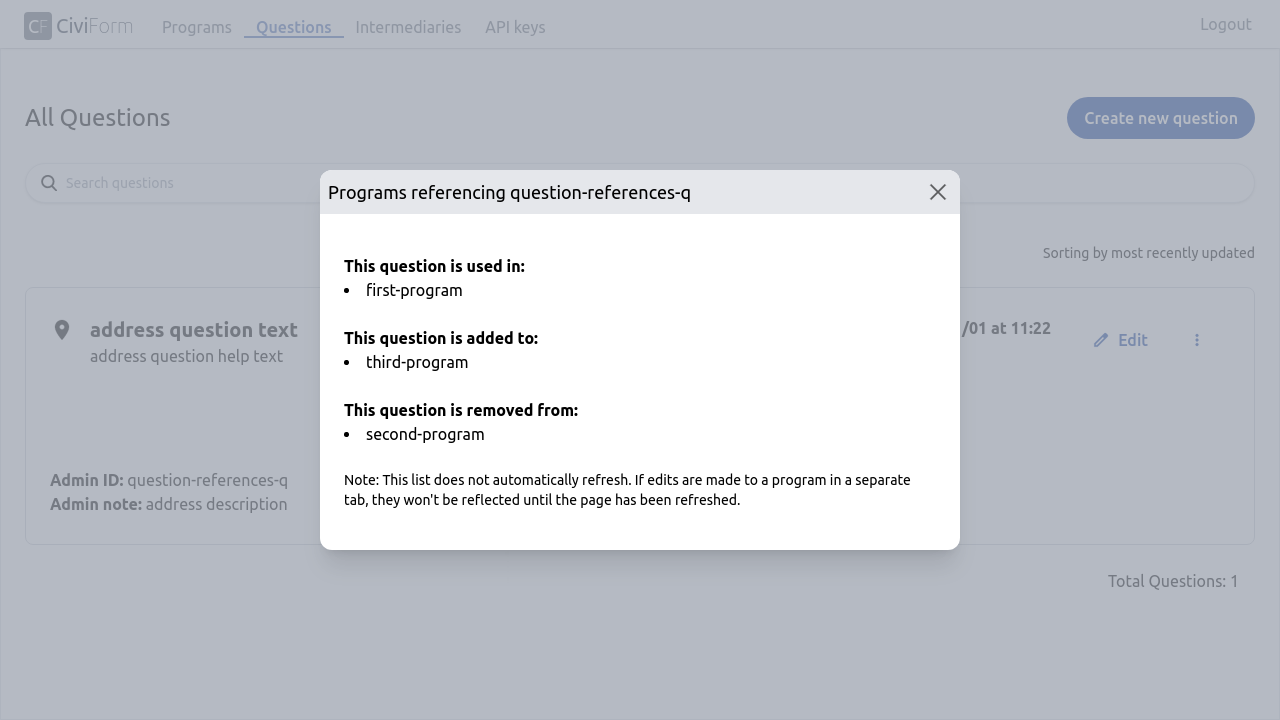 CF CiviForm Programs Questions Intermediaries API keys Logout
All Questions Create new question
Search questions
Programs referencing question-references-q
Sorting by most recently updated
This question is used in:
• first-program
address question text /01 at 11:22 Edit
address question help text
This question is added to:
• third-program
This question is removed from:
• second-program
Note: This list does not automatically refresh. If edits are made to a program in a separate
tab, they won't be reflected until the page has been refreshed.
Admin ID: question-references-q
Admin note: address description
Total Questions: 1